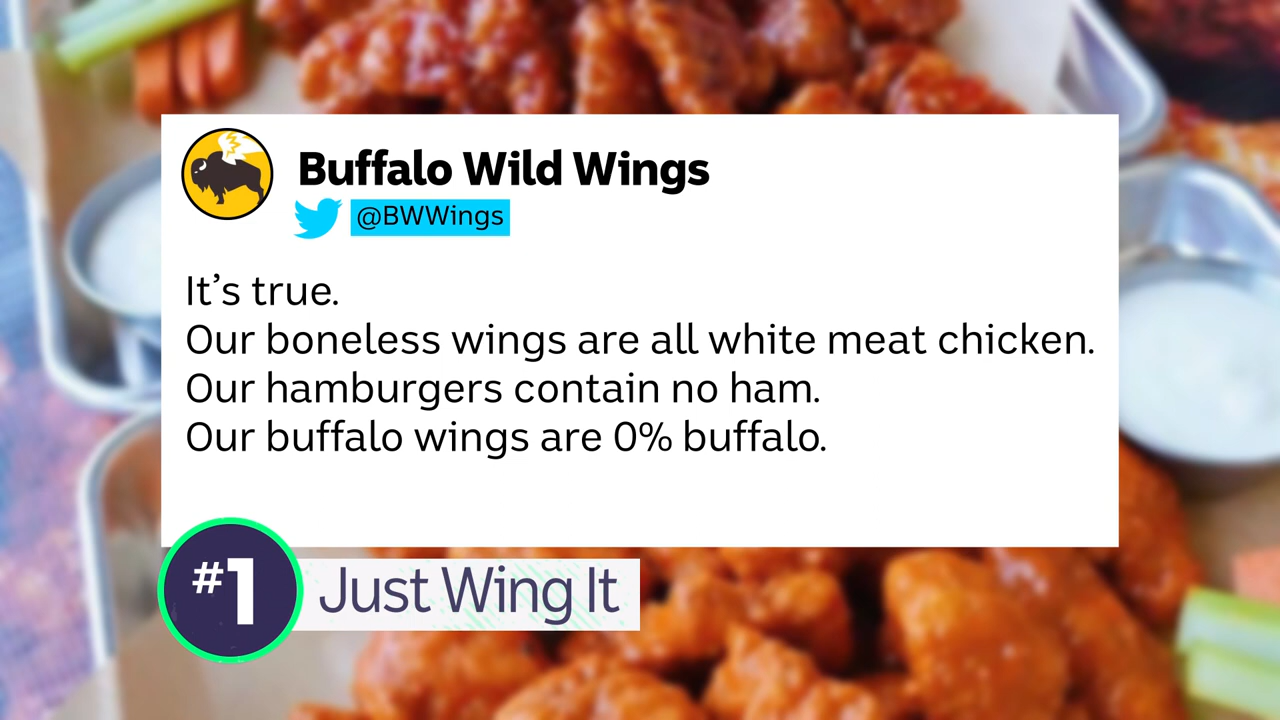 Buffalo Wild Wings
@BWWings
It's true.
Our boneless wings are all white meat chicken.
Our hamburgers contain no ham.
Our buffalo wings are 0% buffalo.
#1
Just Wing It